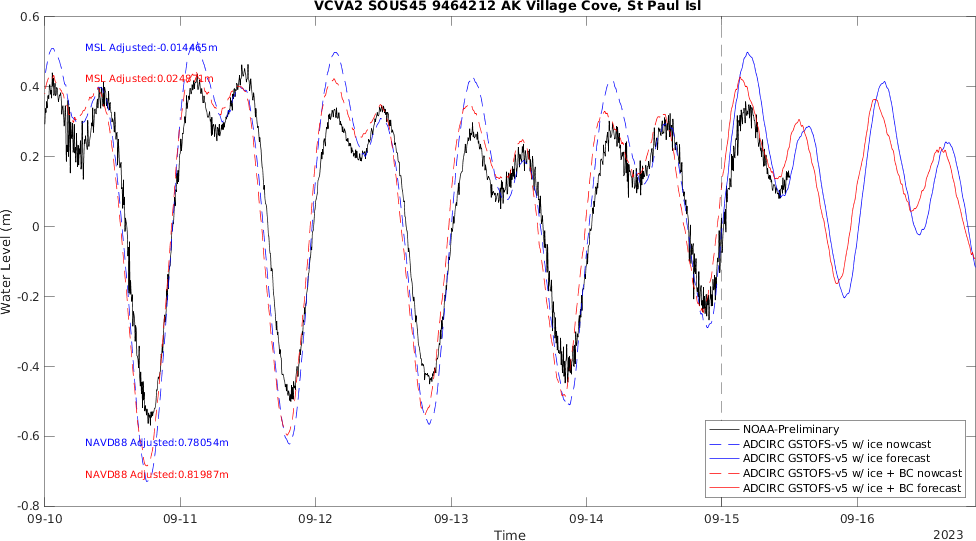 VCVA2 SOUS45 9464212 AK Village Cove, St Paul Isl
MSL Adjusted:-0.014465m
MSL Adjusted:
NAVD88 Adjusted:0.78054m
NAVD88 Adjusted:0.81987m
Water Level (m)
0.6
0.4
0.2
0
-0.2
-0.4
-0.6
-0.8
09-10
09-11
09-12
09-13
09-14
09-15
09-16
Time
2023
NOAA-Preliminary
ADCIRC GSTOFS-v5 w/ ice nowcast
ADCIRC GSTOFS-v5 w/ ice forecast
ADCIRC GSTOFS-v5 w/ ice + BC nowcast
ADCIRC GSTOFS-v5 w/ ice + BC forecast